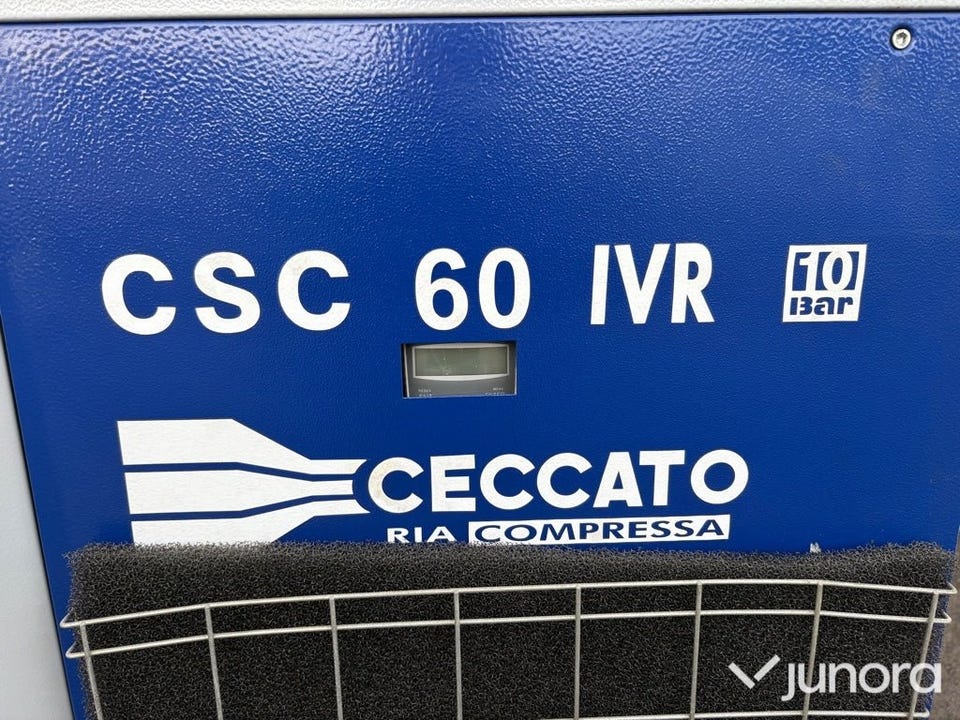 CSC 60 IVR 10 Bar
CECCATO
RIA COMPRESSA
junora